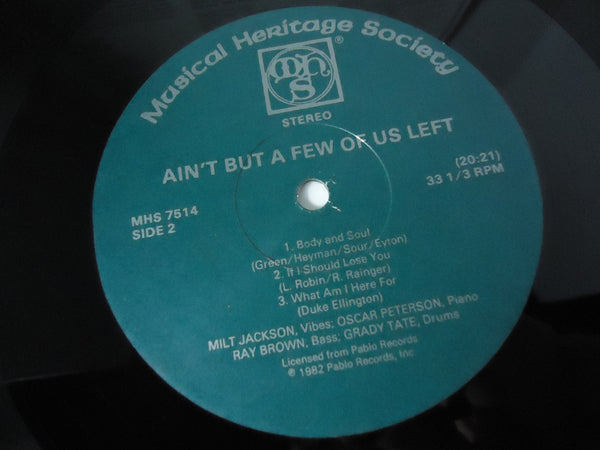 Musical Heritage Society
mhs
®
STEREO
AIN'T BUT A FEW OF US LEFT
(20:21)
33 1/3 RPM
MHS 7514
SIDE 2
1. Body and Soul
(Green/Heyman/Sour/Eyton)
2. If I Should Lose You
(L. Robin/R. Rainger)
3. What Am I Here For
(Duke Ellington)
MILT JACKSON, Vibes; OSCAR PETERSON, Piano
RAY BROWN, Bass; GRADY TATE, Drums
Licensed from Pablo Records
℗ 1982 Pablo Records, Inc